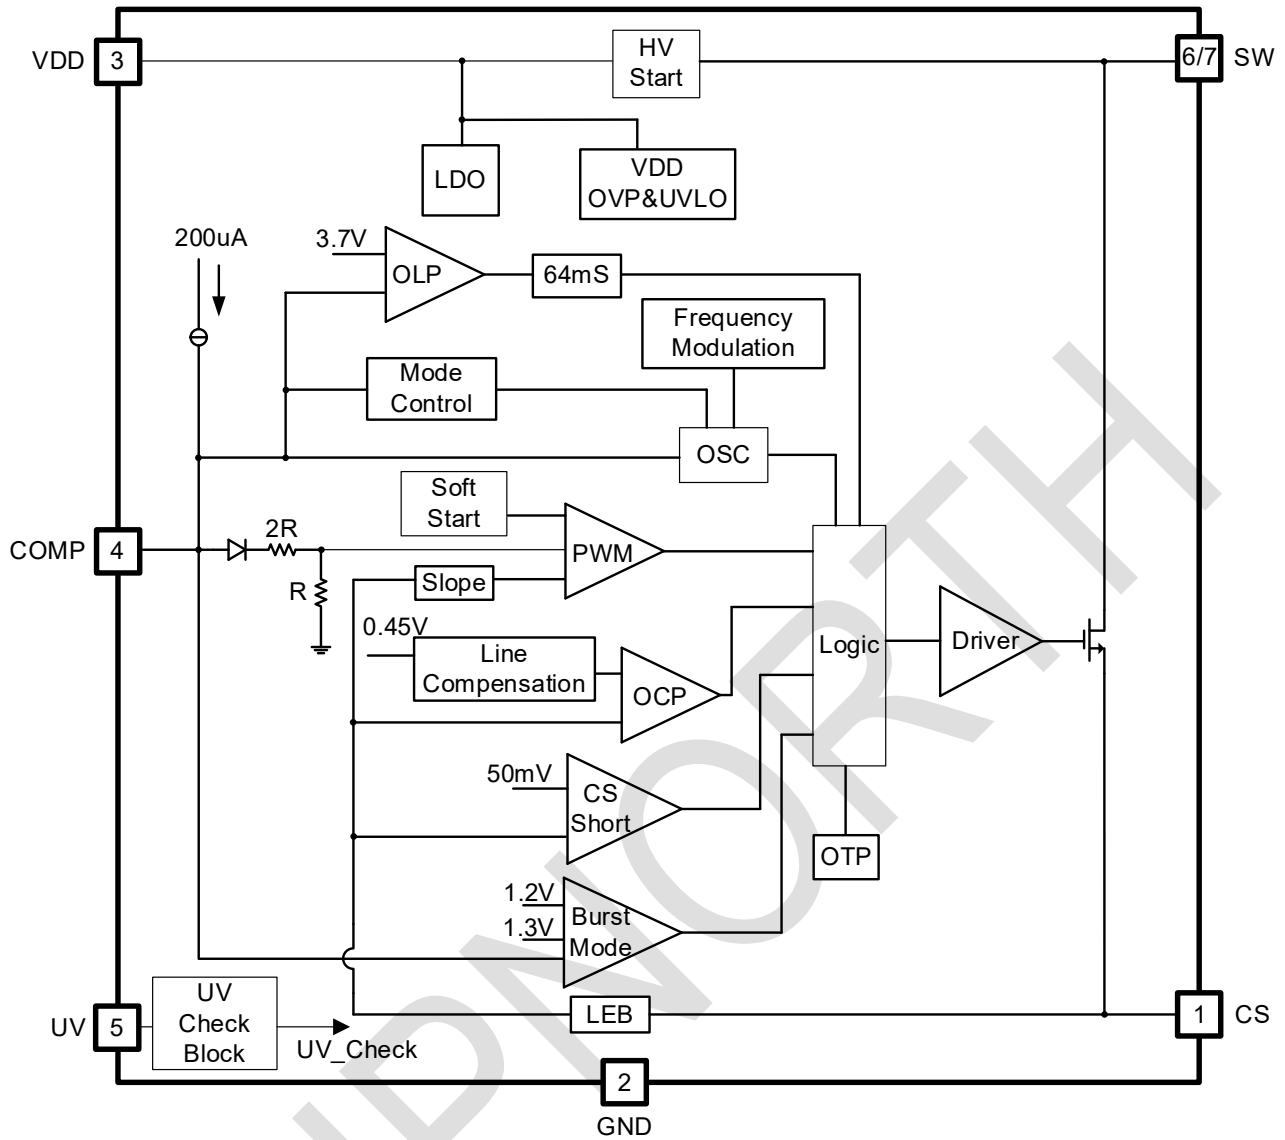 VDD
3
HV
Start
6/7
SW
LDO
VDD
OVP&UVLO
200uA
3.7V
OLP
64mS
Frequency
Modulation
Mode
Control
OSC
Soft
Start
COMP
4
2R
R
PWM
Slope
0.45V
Line
Compensation
OCP
Logic
Driver
50mV
CS
Short
OTP
1.2V
1.3V
Burst
Mode
UV
5
UV
Check
Block
UV_Check
LEB
1
CS
2
GND